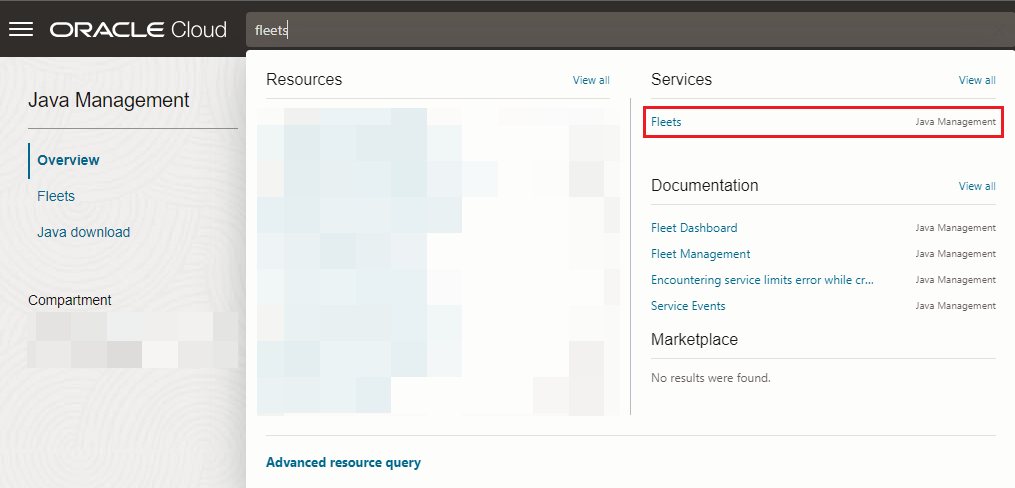 ORACLE Cloud
fleets
Java Management
Overview
Fleets
Java download
Compartment
Resources View all
Services View all
Fleets Java Management
Documentation View all
Fleet Dashboard Java Management
Fleet Management Java Management
Encountering service limits error while cr... Java Management
Service Events Java Management
Marketplace
No results were found.
Advanced resource query